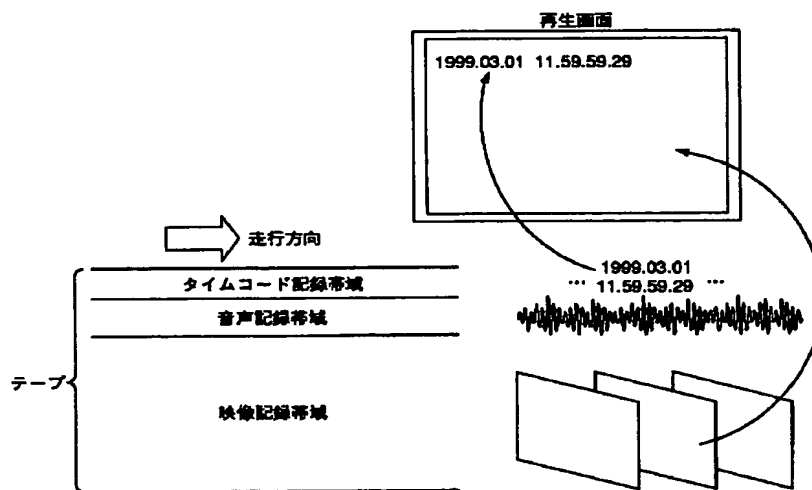 再生画面
1999.03.01 11.59.59.29
走行方向
1999.03.01
… 11.59.59.29 …
タイムコード記録帯域
音声記録帯域
テープ
映像記録帯域